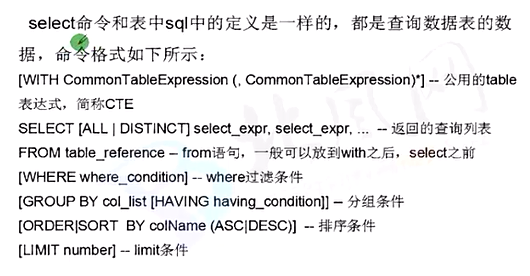 select命令和表中sql中的定义是一样的，都是查询数据表的数
据，命令格式如下所示：
[WITH CommonTableExpression (, CommonTableExpression)*] -- 公用的table
表达式，简称CTE
SELECT [ALL | DISTINCT] select_expr, select_expr, ... -- 返回的查询列表
FROM table_reference – from语句，一般可以放到with之后，select之前
[WHERE where_condition] -- where过滤条件
[GROUP BY col_list [HAVING having_condition]] – 分组条件
[ORDER|SORT BY colName (ASC|DESC)] -- 排序条件
[LIMIT number] -- limit条件